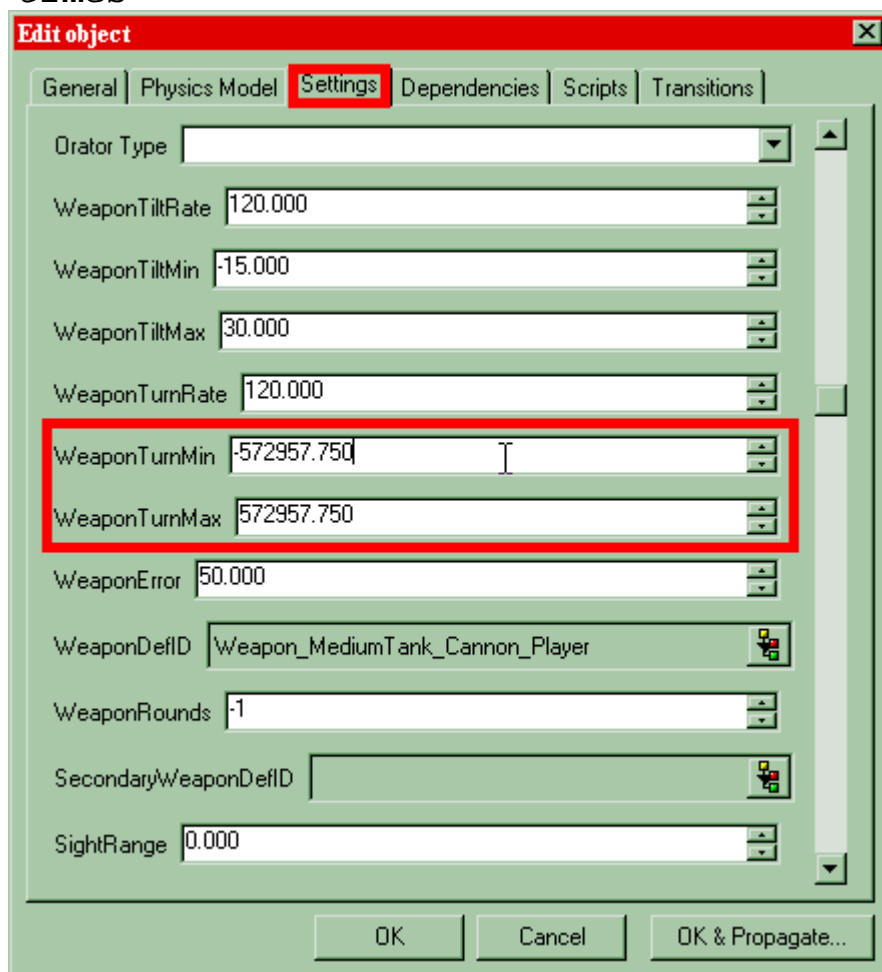 Edit object
General Physics Model Settings Dependencies Scripts Transitions
Orator Type
WeaponTiltRate 120.000
WeaponTiltMin -15.000
WeaponTiltMax 30.000
WeaponTurnRate 120.000
WeaponTurnMin -572957.750
WeaponTurnMax 572957.750
WeaponError 50.000
WeaponDefID Weapon_MediumTank_Cannon_Player
WeaponRounds -1
SecondaryWeaponDefID
SightRange 0.000
OK Cancel OK & Propagate...